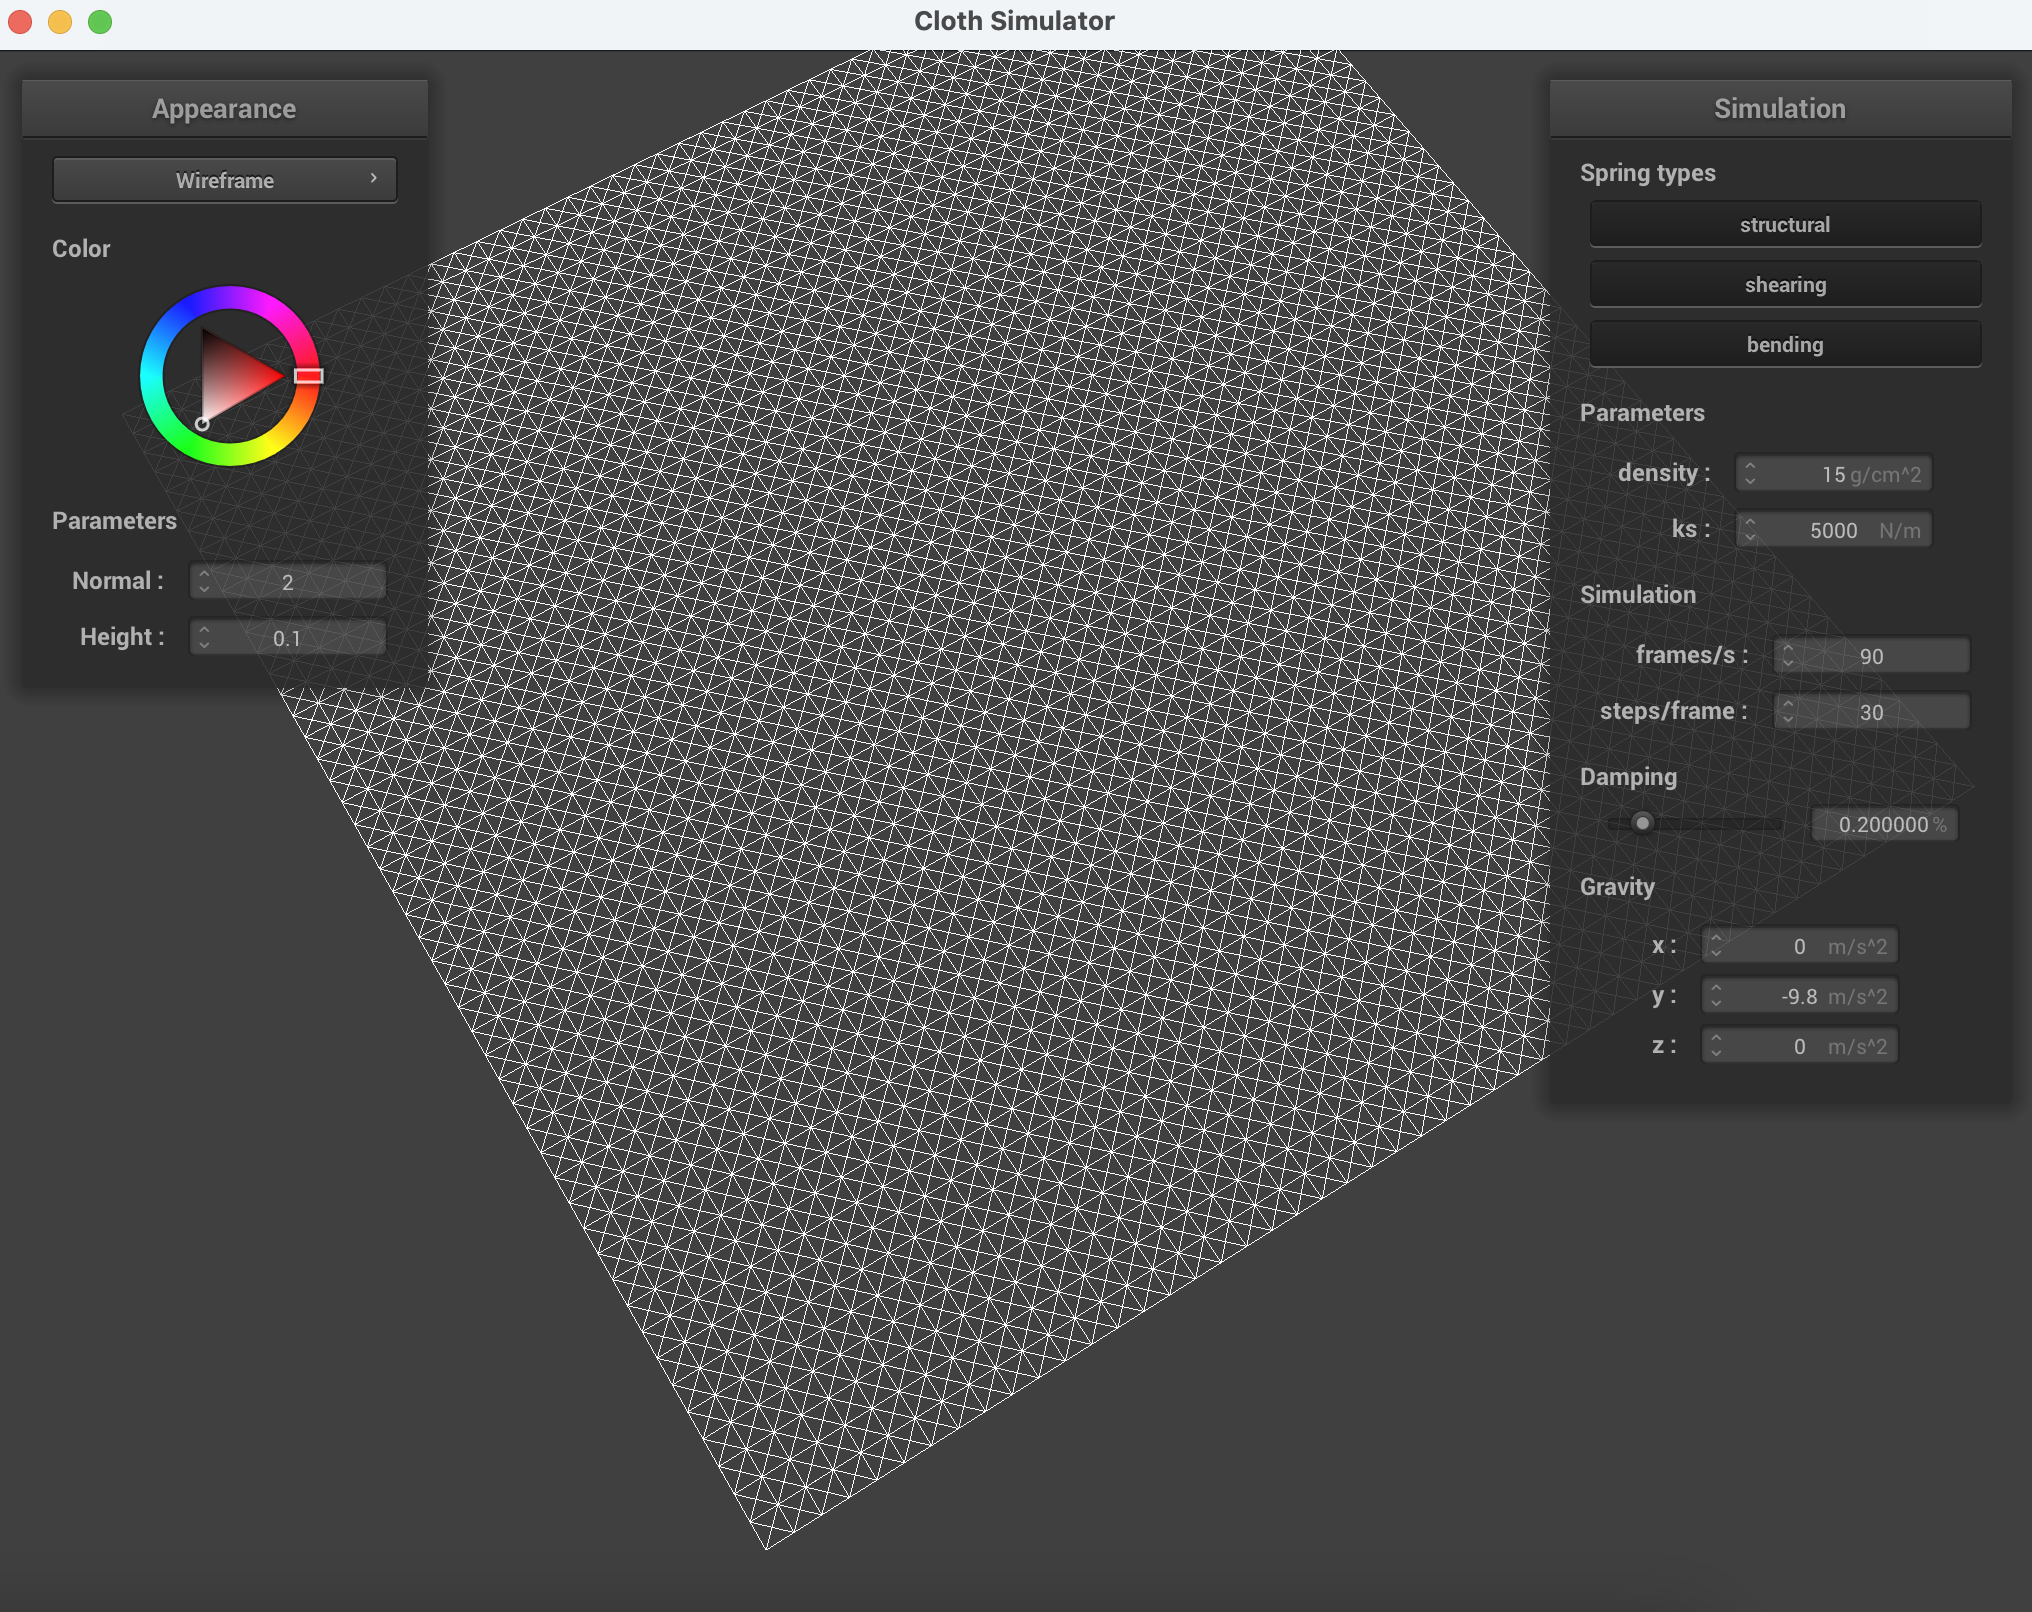 Cloth Simulator
Appearance
Wireframe
Color
Parameters
Normal : 2
Height : 0.1
Simulation
Spring types
structural
shearing
bending
Parameters
density : 15 g/cm^2
ks : 5000 N/m
Simulation
frames/s : 90
steps/frame : 30
Damping
0.200000 %
Gravity
x : 0 m/s^2
y : -9.8 m/s^2
z : 0 m/s^2